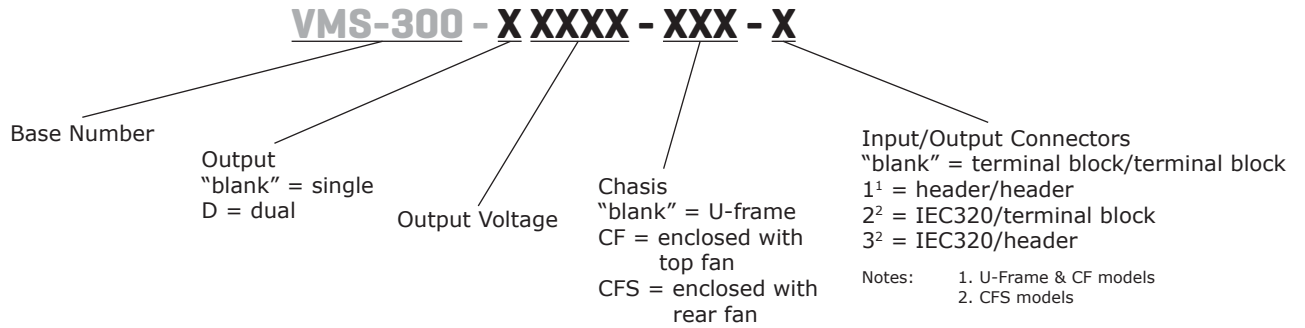 VMS-300 - X XXXX - XXX - X
Base Number
Output
“blank” = single
D = dual
Output Voltage
Chasis
“blank” = U-frame
CF = enclosed with
top fan
CFS = enclosed with
rear fan
Input/Output Connectors
“blank” = terminal block/terminal block
1¹ = header/header
2² = IEC320/terminal block
3² = IEC320/header
Notes: 1. U-Frame & CF models
2. CFS models